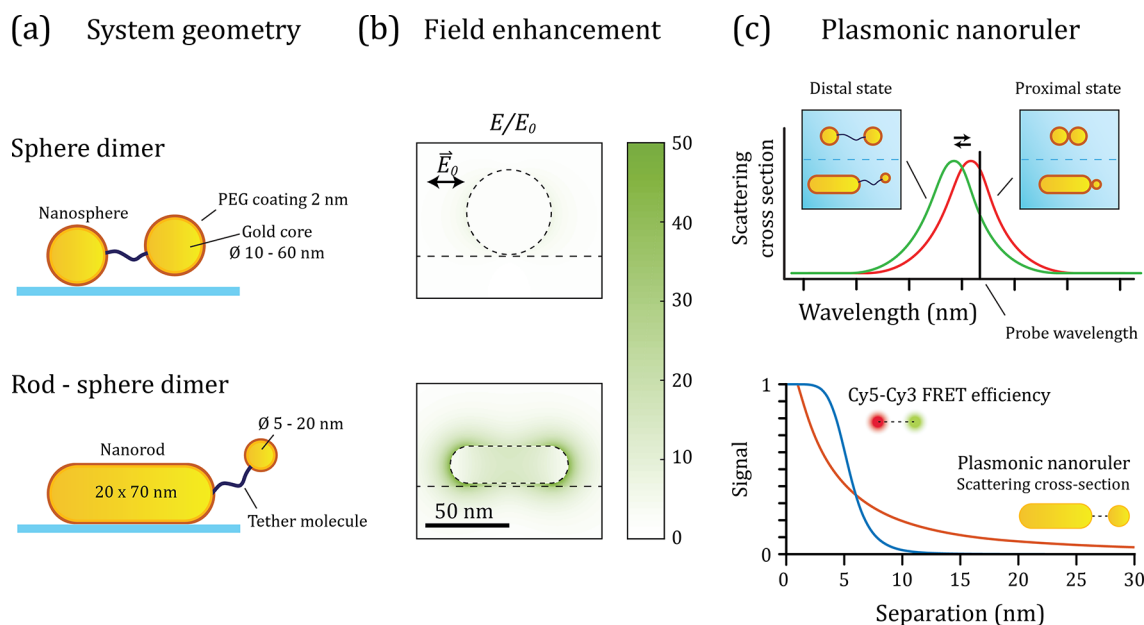 (a) System geometry
Sphere dimer
Nanosphere
PEG coating 2 nm
Gold core
Ø 10 - 60 nm
Rod - sphere dimer
Ø 5 - 20 nm
Nanorod
20 x 70 nm
Tether molecule
(b) Field enhancement
E/E0
E0
50
40
30
20
10
0
50 nm
(c) Plasmonic nanoruler
Distal state
Proximal state
Scattering
cross section
Wavelength (nm)
Probe wavelength
1
Cy5-Cy3 FRET efficiency
Plasmonic nanoruler
Scattering cross-section
Signal
0
0 5 10 15 20 25 30
Separation (nm)